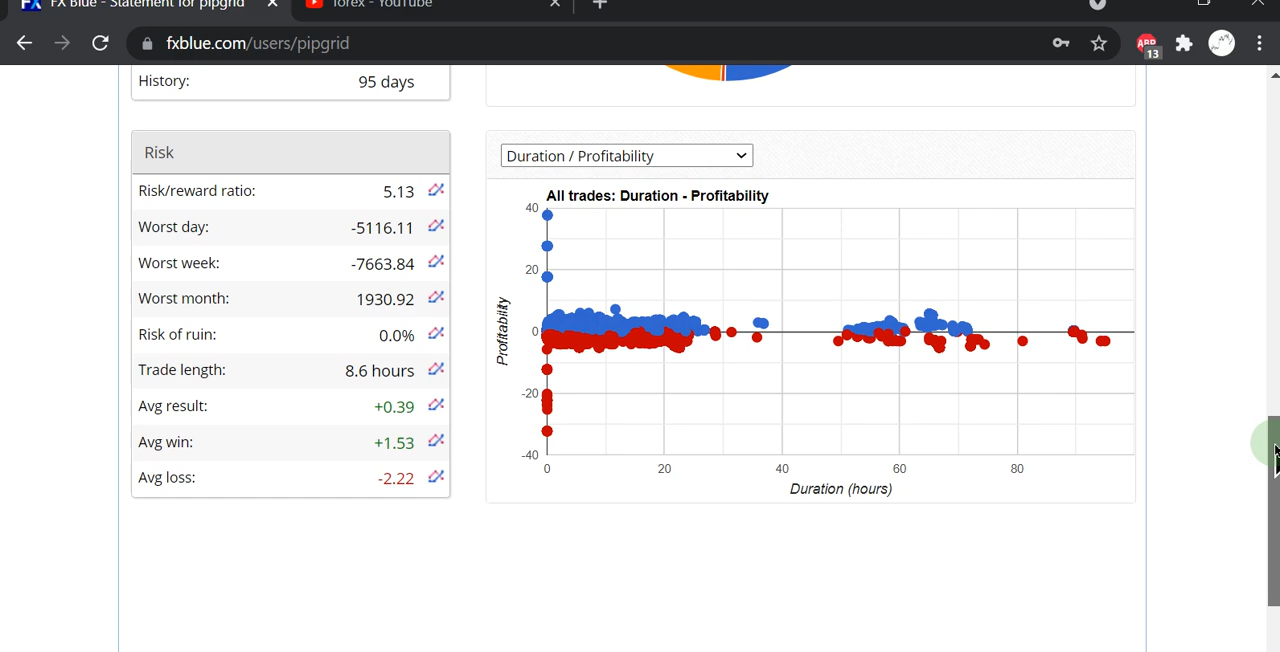 FX Blue - Statement for pipgrid
forex - YouTube
fxblue.com/users/pipgrid
ABP
13
History: 95 days
Risk
Risk/reward ratio: 5.13
Worst day: -5116.11
Worst week: -7663.84
Worst month: 1930.92
Risk of ruin: 0.0%
Trade length: 8.6 hours
Avg result: +0.39
Avg win: +1.53
Avg loss: -2.22
Duration / Profitability
All trades: Duration - Profitability
40
20
0
-20
-40
Profitability
0 20 40 60 80
Duration (hours)